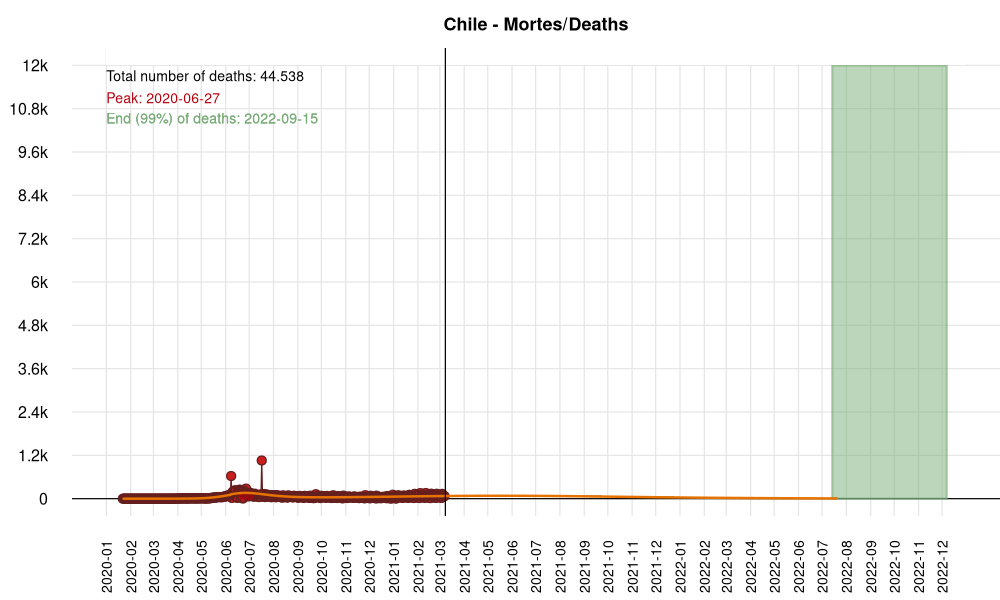 Chile - Mortes/Deaths
Total number of deaths: 44.538
Peak: 2020-06-27
End (99%) of deaths: 2022-09-15
12k
10.8k
9.6k
8.4k
7.2k
6k
4.8k
3.6k
2.4k
1.2k
0
2020-01
2020-02
2020-03
2020-04
2020-05
2020-06
2020-07
2020-08
2020-09
2020-10
2020-11
2020-12
2021-01
2021-02
2021-03
2021-04
2021-05
2021-06
2021-07
2021-08
2021-09
2021-10
2021-11
2021-12
2022-01
2022-02
2022-03
2022-04
2022-05
2022-06
2022-07
2022-08
2022-09
2022-10
2022-11
2022-12